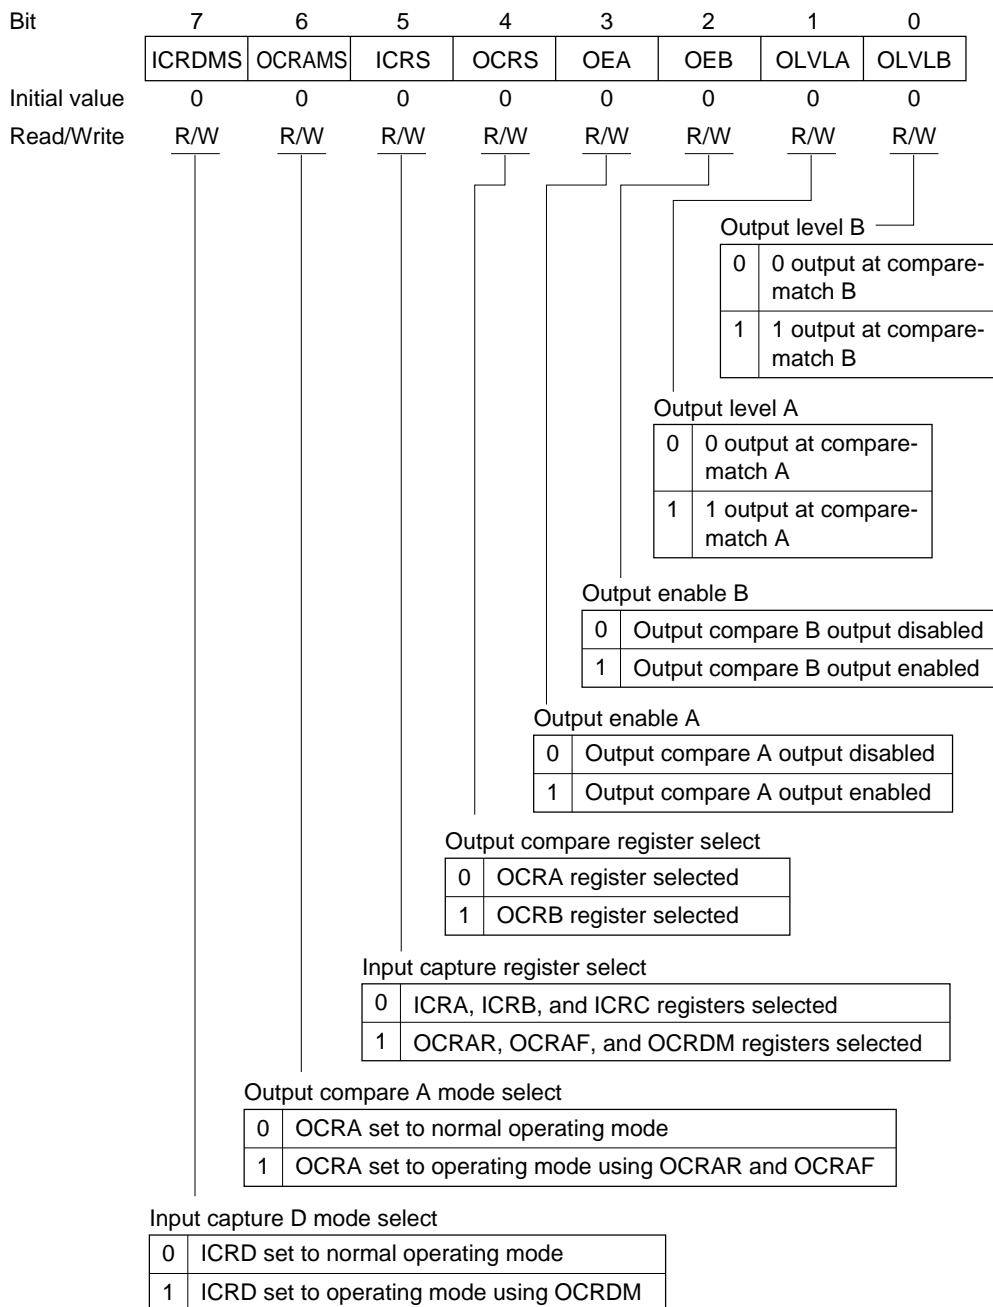 Bit 7 6 5 4 3 2 1 0
ICRDMS OCRAMS ICRS OCRS OEA OEB OLVLA OLVLB
Initial value 0 0 0 0 0 0 0 0
Read/Write R/W R/W R/W R/W R/W R/W R/W R/W
Output level B
0 0 output at compare-
match B
1 1 output at compare-
match B
Output level A
0 0 output at compare-
match A
1 1 output at compare-
match A
Output enable B
0 Output compare B output disabled
1 Output compare B output enabled
Output enable A
0 Output compare A output disabled
1 Output compare A output enabled
Output compare register select
0 OCRA register selected
1 OCRB register selected
Input capture register select
0 ICRA, ICRB, and ICRC registers selected
1 OCRAR, OCRAF, and OCRDM registers selected
Output compare A mode select
0 OCRA set to normal operating mode
1 OCRA set to operating mode using OCRAR and OCRAF
Input capture D mode select
0 ICRD set to normal operating mode
1 ICRD set to operating mode using OCRDM